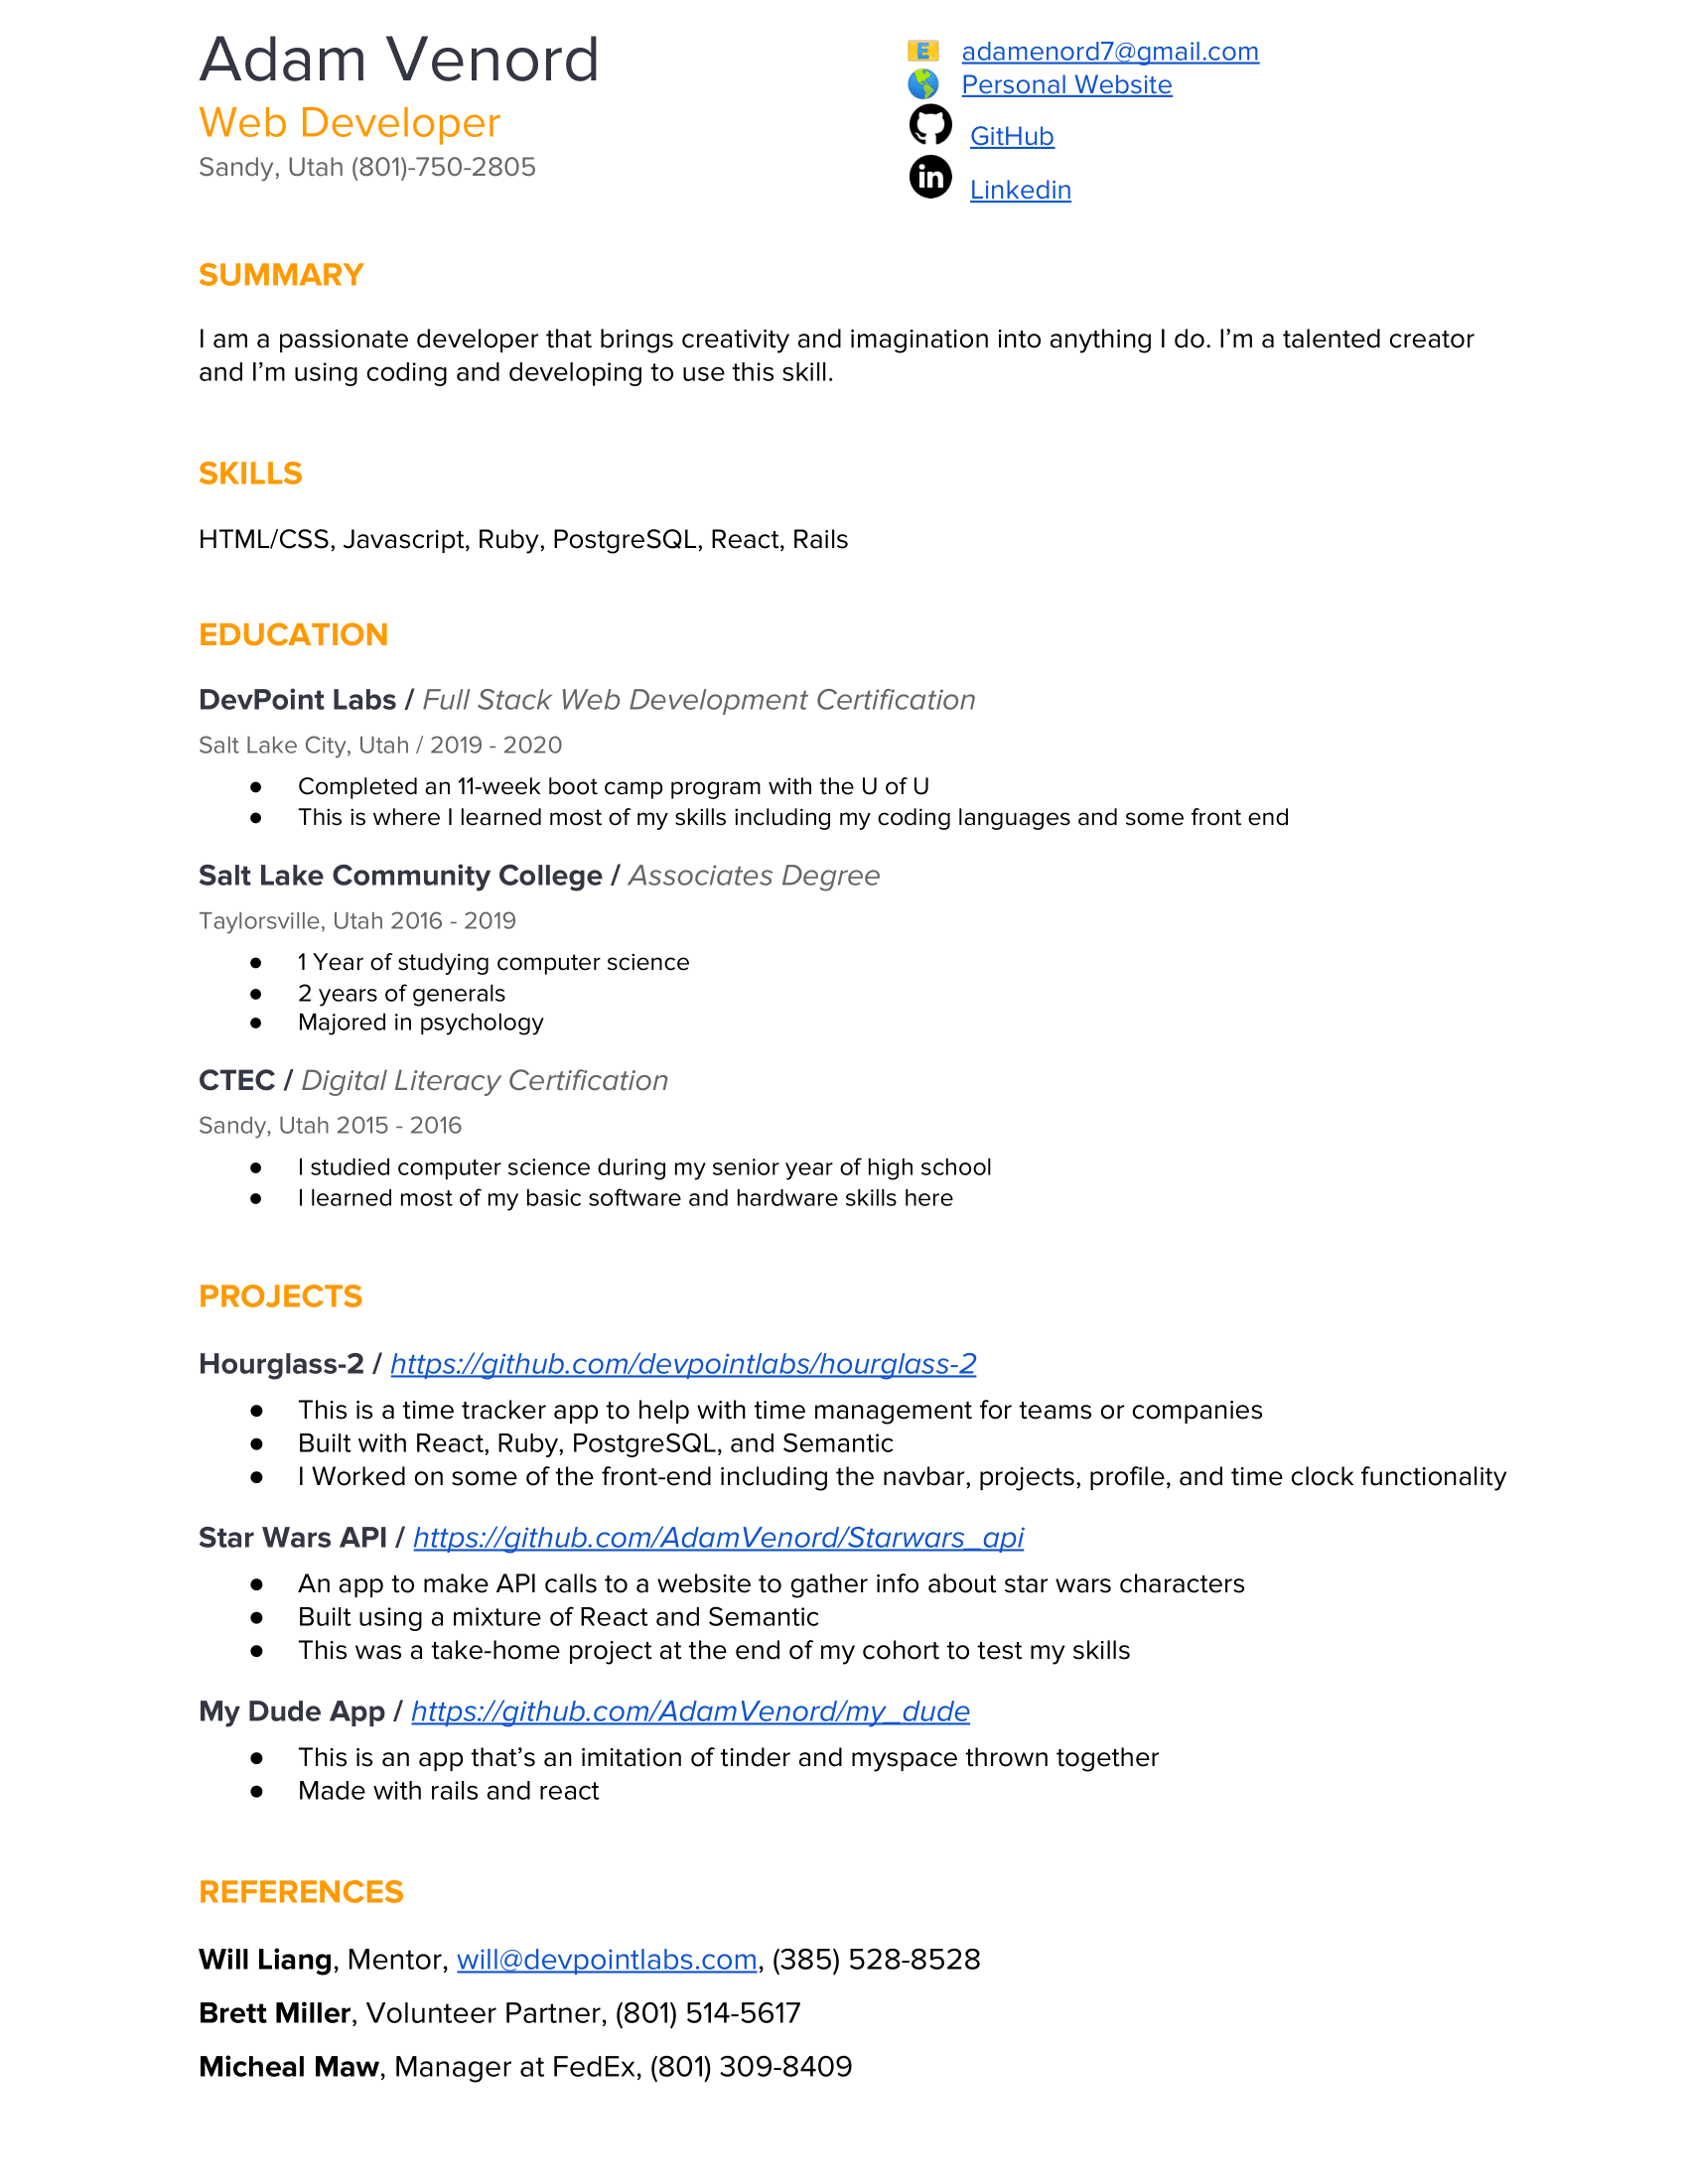 Adam Venord
Web Developer
Sandy, Utah (801)-750-2805
E adamenord7@gmail.com
Personal Website
GitHub
in Linkedin
SUMMARY
I am a passionate developer that brings creativity and imagination into anything I do. I’m a talented creator
and I’m using coding and developing to use this skill.
SKILLS
HTML/CSS, Javascript, Ruby, PostgreSQL, React, Rails
EDUCATION
DevPoint Labs / Full Stack Web Development Certification
Salt Lake City, Utah / 2019 - 2020
● Completed an 11-week boot camp program with the U of U
● This is where I learned most of my skills including my coding languages and some front end
Salt Lake Community College / Associates Degree
Taylorsville, Utah 2016 - 2019
● 1 Year of studying computer science
● 2 years of generals
● Majored in psychology
CTEC / Digital Literacy Certification
Sandy, Utah 2015 - 2016
● I studied computer science during my senior year of high school
● I learned most of my basic software and hardware skills here
PROJECTS
Hourglass-2 / https://github.com/devpointlabs/hourglass-2
● This is a time tracker app to help with time management for teams or companies
● Built with React, Ruby, PostgreSQL, and Semantic
● I Worked on some of the front-end including the navbar, projects, profile, and time clock functionality
Star Wars API / https://github.com/AdamVenord/Starwars_api
● An app to make API calls to a website to gather info about star wars characters
● Built using a mixture of React and Semantic
● This was a take-home project at the end of my cohort to test my skills
My Dude App / https://github.com/AdamVenord/my_dude
● This is an app that’s an imitation of tinder and myspace thrown together
● Made with rails and react
REFERENCES
Will Liang, Mentor, will@devpointlabs.com, (385) 528-8528
Brett Miller, Volunteer Partner, (801) 514-5617
Micheal Maw, Manager at FedEx, (801) 309-8409